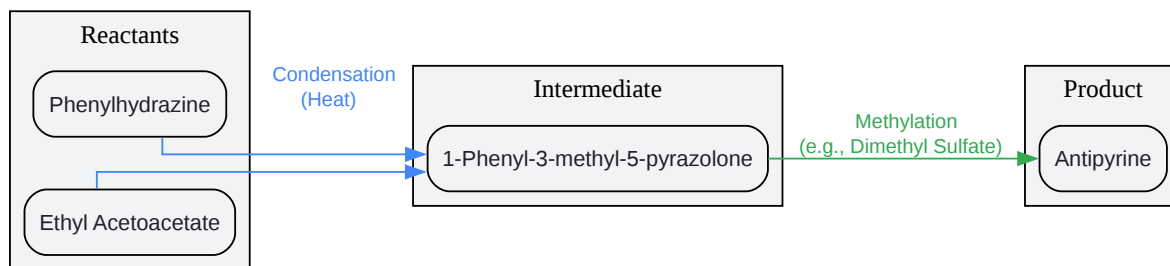 Reactants
Phenylhydrazine
Ethyl Acetoacetate
Condensation
(Heat)
Intermediate
1-Phenyl-3-methyl-5-pyrazolone
Methylation
(e.g., Dimethyl Sulfate)
Product
Antipyrine